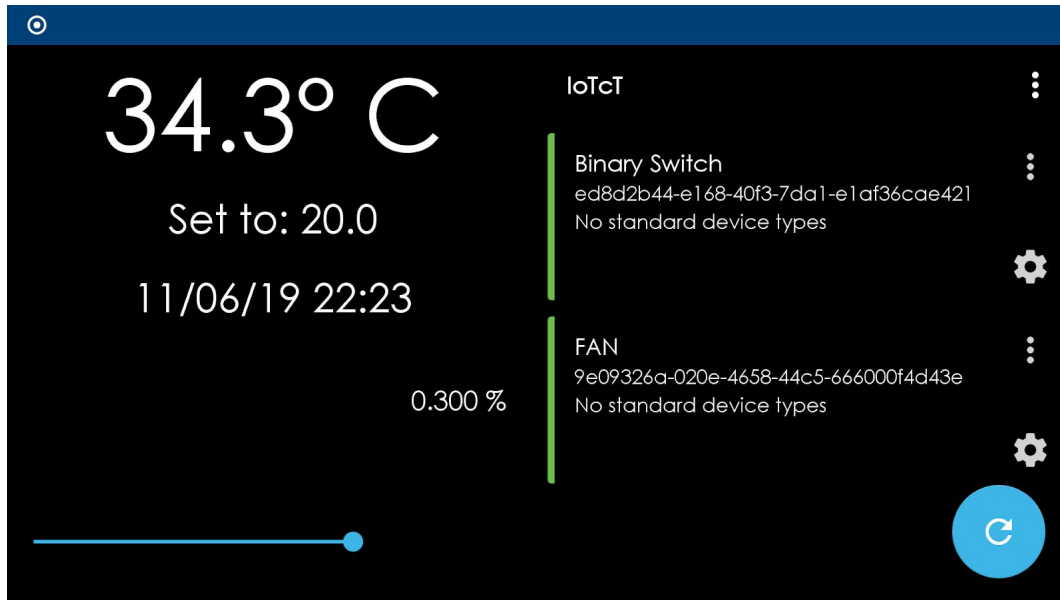 34.3° C
Set to: 20.0
11/06/19 22:23
0.300 %
IoTcT
Binary Switch
ed8d2b44-e168-40f3-7da1-e1af36cae421
No standard device types
FAN
9e09326a-020e-4658-44c5-666000f4d43e
No standard device types